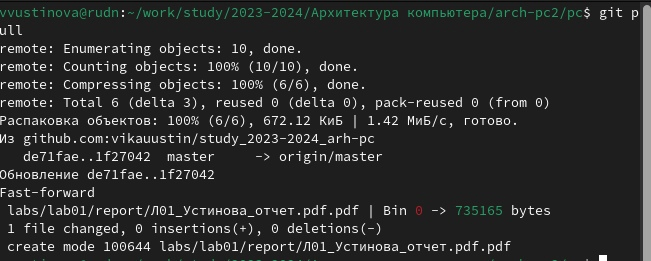 vvustinova@rudn:~/work/study/2023-2024/Архитектура компьютера/arch-pc2/pc$ git p
ull
remote: Enumerating objects: 10, done.
remote: Counting objects: 100% (10/10), done.
remote: Compressing objects: 100% (6/6), done.
remote: Total 6 (delta 3), reused 0 (delta 0), pack-reused 0 (from 0)
Распаковка объектов: 100% (6/6), 672.12 КиБ | 1.42 МиБ/с, готово.
Из github.com:vikauustin/study_2023-2024_arh-pc
   de71fae..1f27042  master     -> origin/master
Обновление de71fae..1f27042
Fast-forward
 labs/lab01/report/Л01_Устинова_отчет.pdf.pdf | Bin 0 -> 735165 bytes
 1 file changed, 0 insertions(+), 0 deletions(-)
 create mode 100644 labs/lab01/report/Л01_Устинова_отчет.pdf.pdf